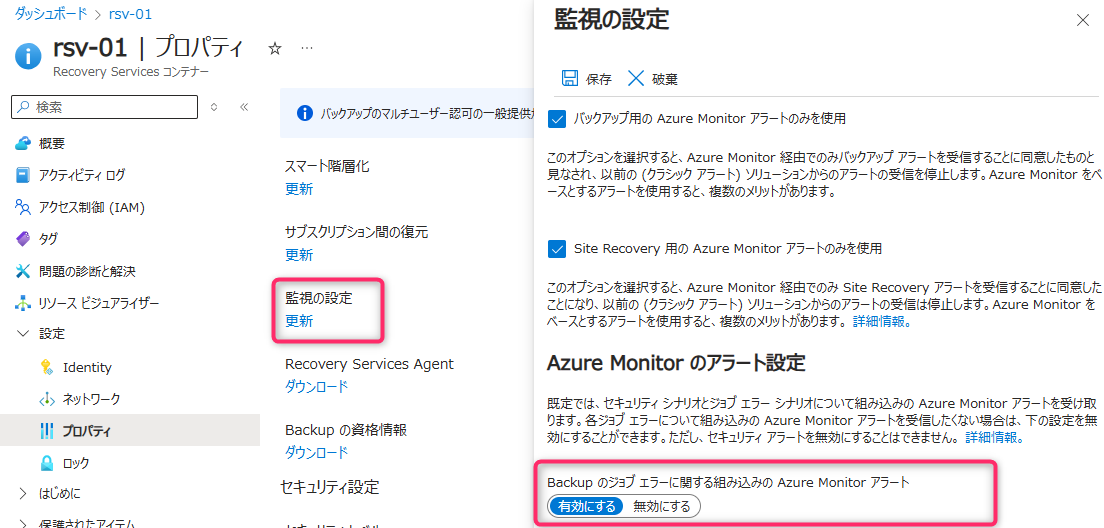 ダッシュボード > rsv-01
rsv-01 | プロパティ
Recovery Services コンテナー
検索
概要
アクティビティ ログ
アクセス制御 (IAM)
タグ
問題の診断と解決
リソース ビジュアライザー
設定
Identity
ネットワーク
プロパティ
ロック
はじめに
保護されたアイテム
バックアップのマルチユーザー認可の一般提供が
スマート階層化
更新
サブスクリプション間の復元
更新
監視の設定
更新
Recovery Services Agent
ダウンロード
Backup の資格情報
ダウンロード
セキュリティ設定
セキュリティ レベル
監視の設定
保存 破棄
バックアップ用の Azure Monitor アラートのみを使用
このオプションを選択すると、Azure Monitor 経由でのみバックアップ アラートを受信することに同意したものと
見なされ、以前の (クラシック アラート) ソリューションからのアラートの受信を停止します。Azure Monitor をベ
ースとするアラートを使用すると、複数のメリットがあります。
Site Recovery 用の Azure Monitor アラートのみを使用
このオプションを選択すると、Azure Monitor 経由でのみ Site Recovery アラートを受信することに同意した
ことになり、以前の (クラシック アラート) ソリューションからのアラートの受信は停止します。Azure Monitor を
ベースとするアラートを使用すると、複数のメリットがあります。 詳細情報。
Azure Monitor のアラート設定
既定では、セキュリティ シナリオとジョブ エラー シナリオについて組み込みの Azure Monitor アラートを受け取
ります。各ジョブ エラーについて組み込みの Azure Monitor アラートを受信したくない場合は、下の設定を無
効にすることができます。ただし、セキュリティ アラートを無効にすることはできません。 詳細情報。
Backup のジョブ エラーに関する組み込みの Azure Monitor アラート
有効にする 無効にする